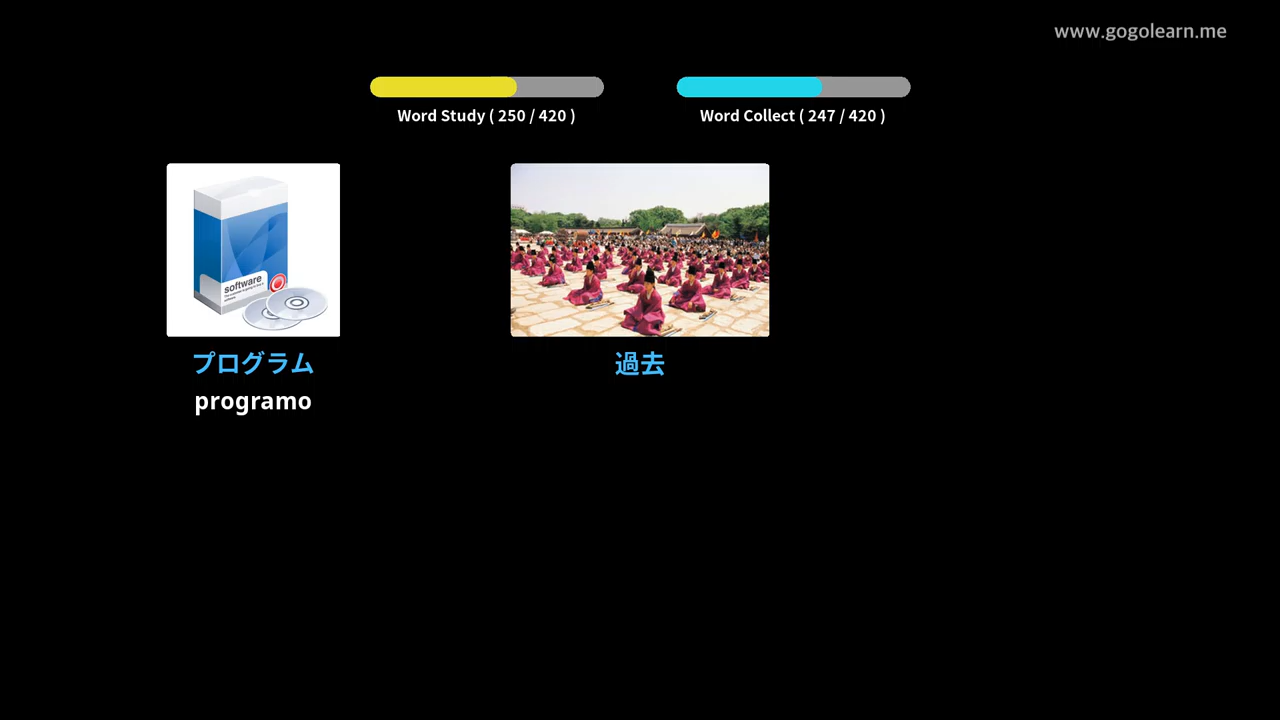 www.gogolearn.me
Word Study ( 250 / 420 )
Word Collect ( 247 / 420 )
software
プログラム
過去
programo